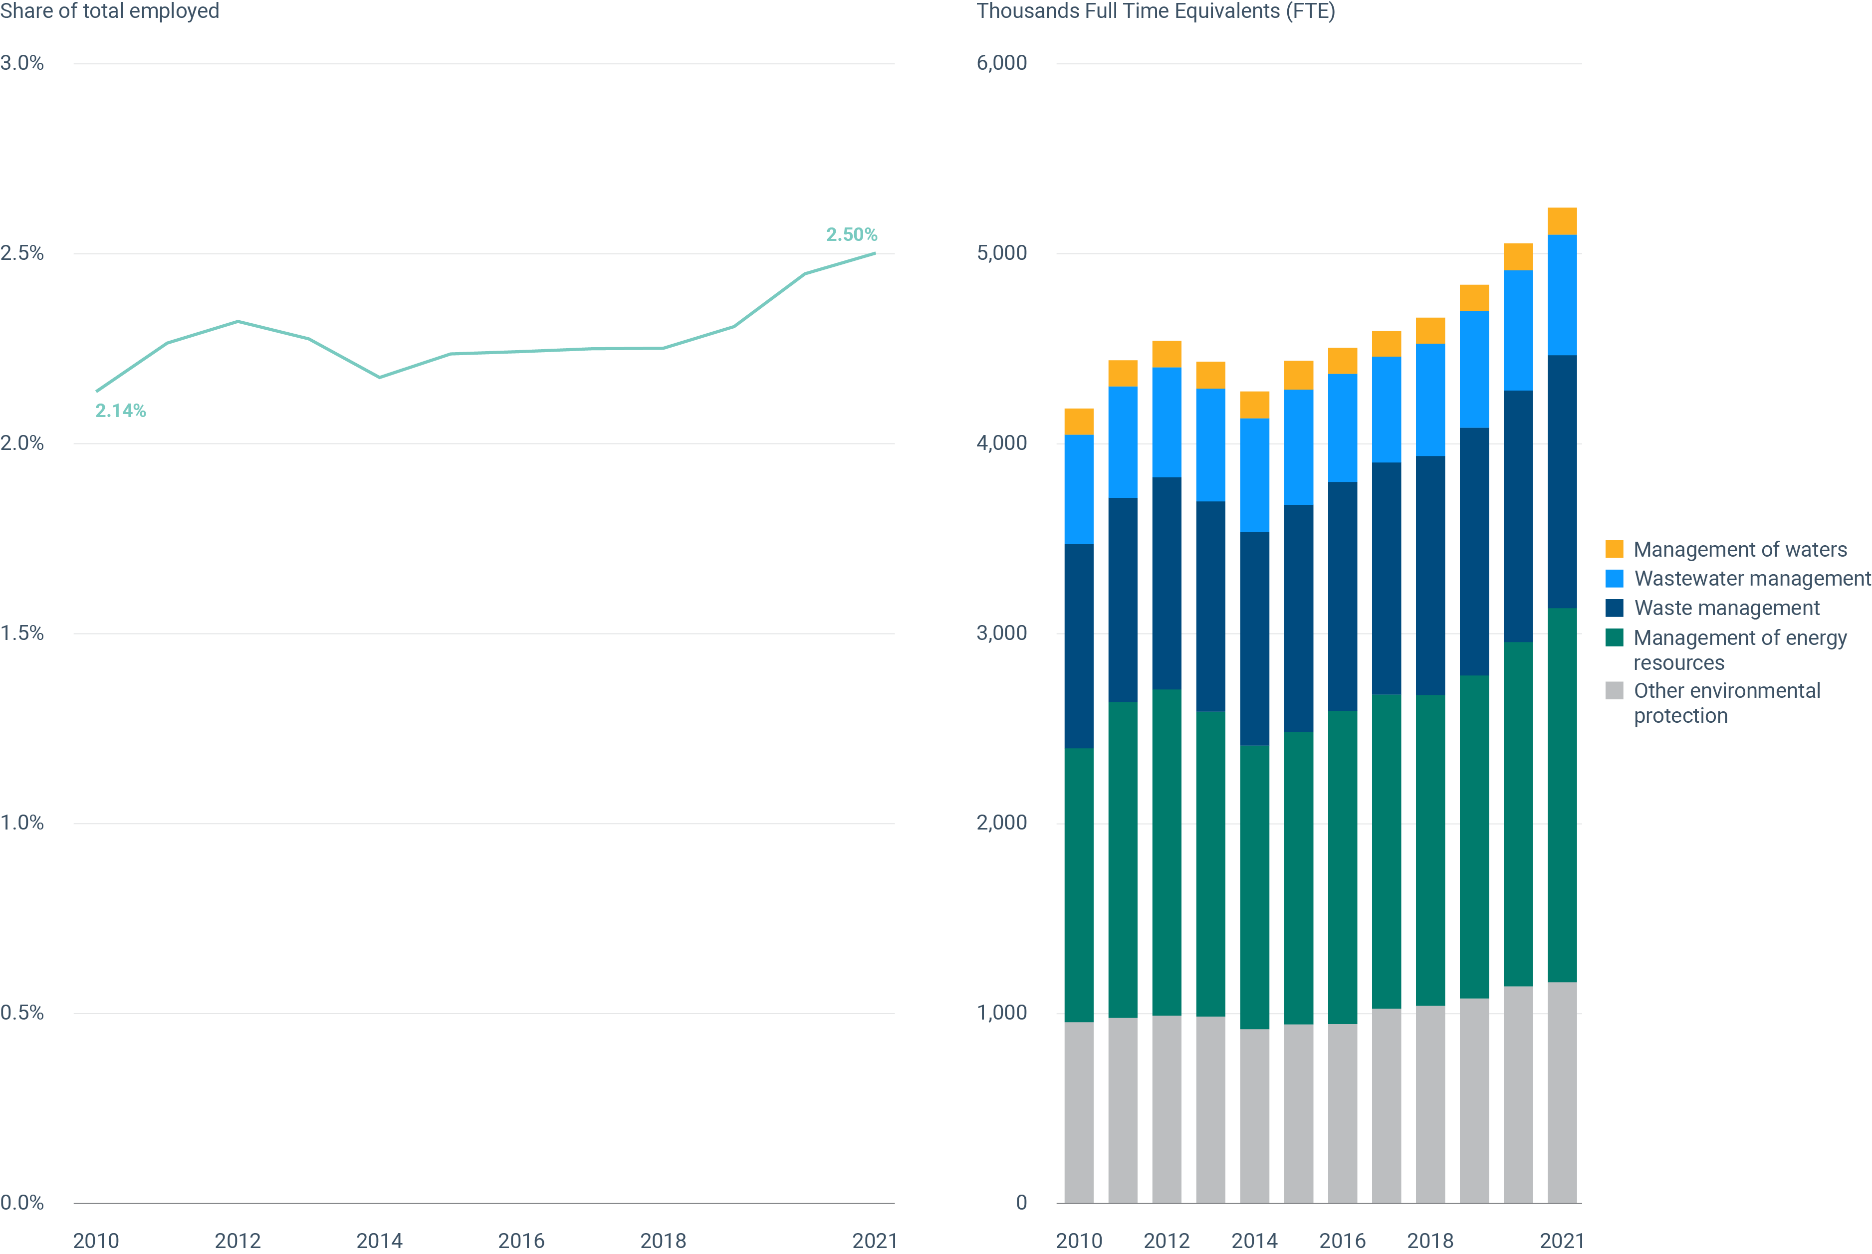 Share of total employed
3.0%
2.5%
2.0%
1.5%
1.0%
0.5%
0.0%
2.14%
2.50%
2010 2012 2014 2016 2018 2021
Thousands Full Time Equivalents (FTE)
6,000
5,000
4,000
3,000
2,000
1,000
0
2010 2012 2014 2016 2018 2021
Management of waters
Wastewater management
Waste management
Management of energy
resources
Other environmental
protection